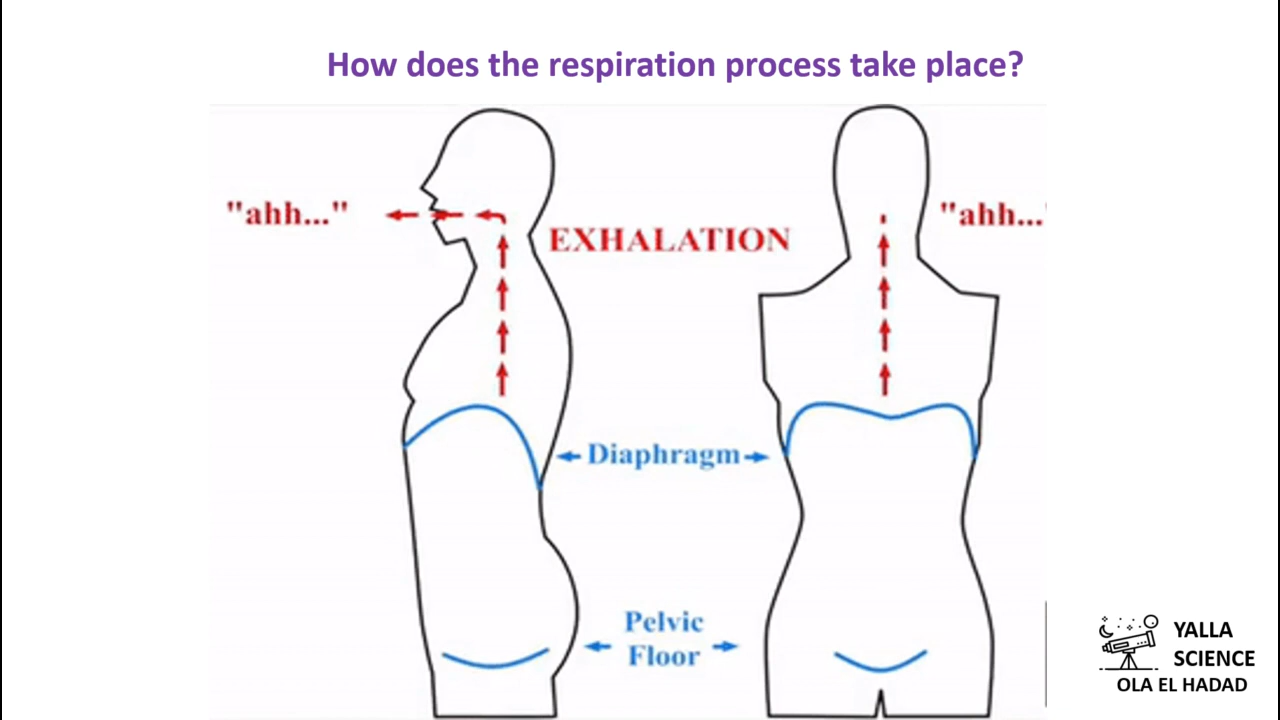 How does the respiration process take place?
"ahh..."
"ahh...
EXHALATION
Diaphragm
Pelvic
Floor
YALLA
SCIENCE
OLA EL HADAD